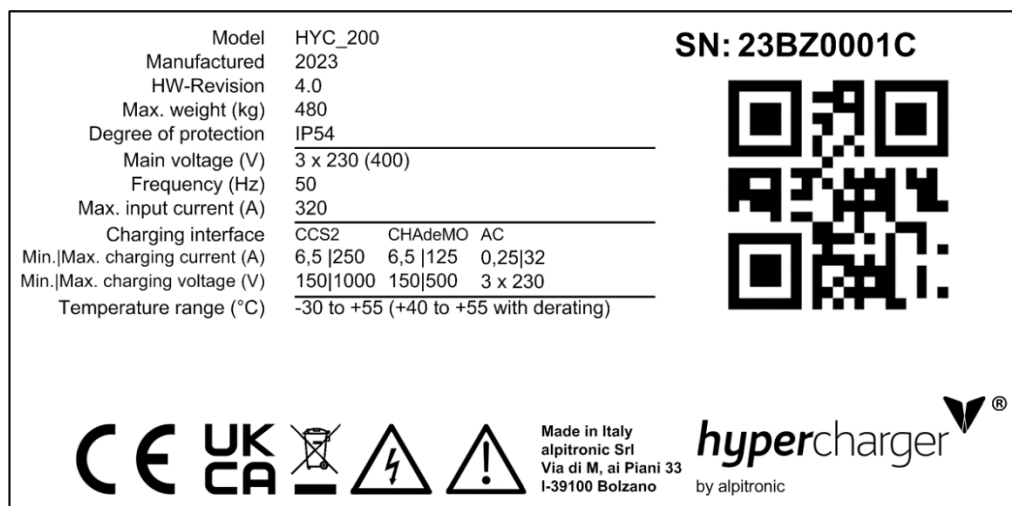 Model HYC_200
Manufactured 2023
HW-Revision 4.0
Max. weight (kg) 480
Degree of protection IP54
Main voltage (V) 3 x 230 (400)
Frequency (Hz) 50
Max. input current (A) 320
Charging interface CCS2 CHAdeMO AC
Min.|Max. charging current (A) 6,5 |250 6,5 |125 0,25|32
Min.|Max. charging voltage (V) 150|1000 150|500 3 x 230
Temperature range (°C) -30 to +55 (+40 to +55 with derating)
SN: 23BZ0001C
CE
UK
CA
Made in Italy
alpitronic Srl
Via di M, ai Piani 33
I-39100 Bolzano
hypercharger®
by alpitronic